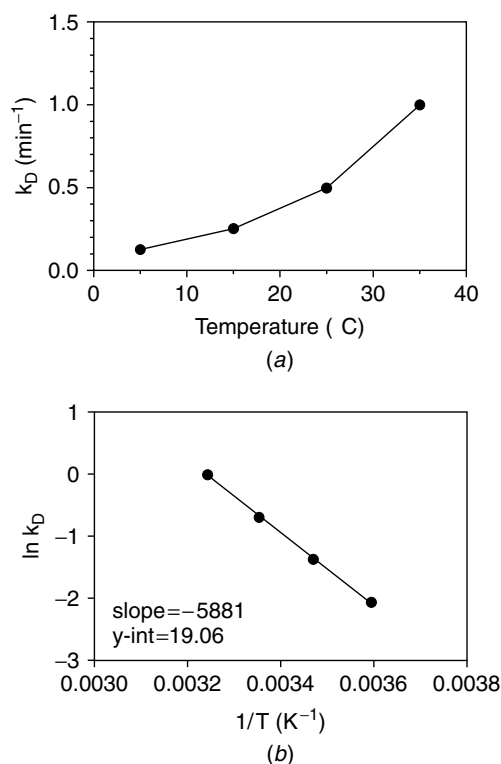 1.5
1.0
0.5
0.0
k_D (min⁻¹)
0 10 20 30 40
Temperature ( C)
(a)
1
0
−1
−2
−3
ln k_D
slope=−5881
y-int=19.06
0.0030 0.0032 0.0034 0.0036 0.0038
1/T (K⁻¹)
(b)